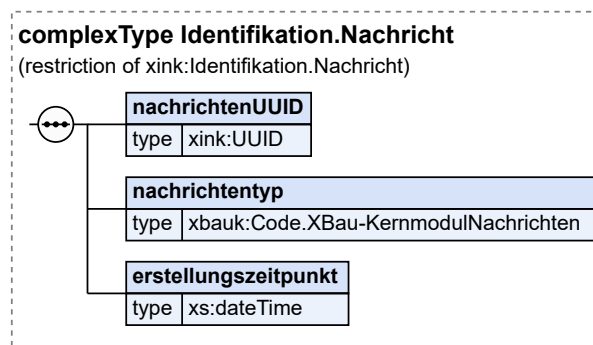 complexType Identifikation.Nachricht
(restriction of xink:Identifikation.Nachricht)
nachrichtenUUID
type xink:UUID
nachrichtentyp
type xbauk:Code.XBau-KernmodulNachrichten
erstellungszeitpunkt
type xs:dateTime